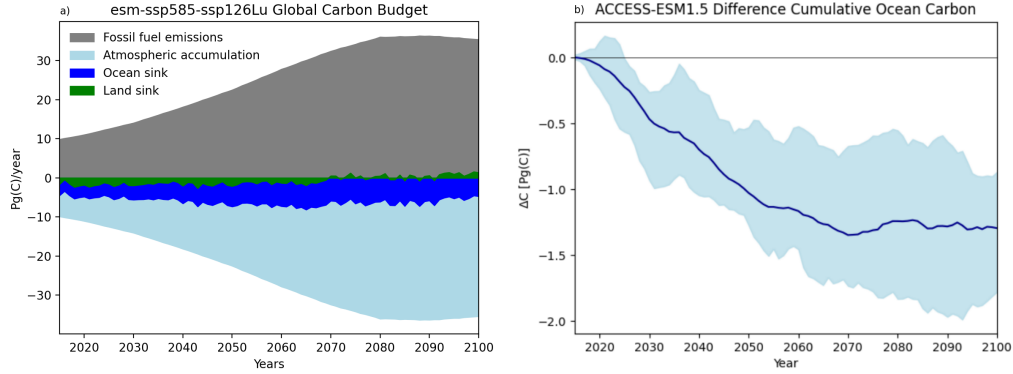 a) esm-ssp585-ssp126Lu Global Carbon Budget
Fossil fuel emissions
Atmospheric accumulation
Ocean sink
Land sink
30
20
10
0
−10
−20
−30
Pg(C)/year
2020 2030 2040 2050 2060 2070 2080 2090 2100
Years
b) ACCESS-ESM1.5 Difference Cumulative Ocean Carbon
0.0
−0.5
−1.0
−1.5
−2.0
ΔC [Pg(C)]
2020 2030 2040 2050 2060 2070 2080 2090 2100
Year